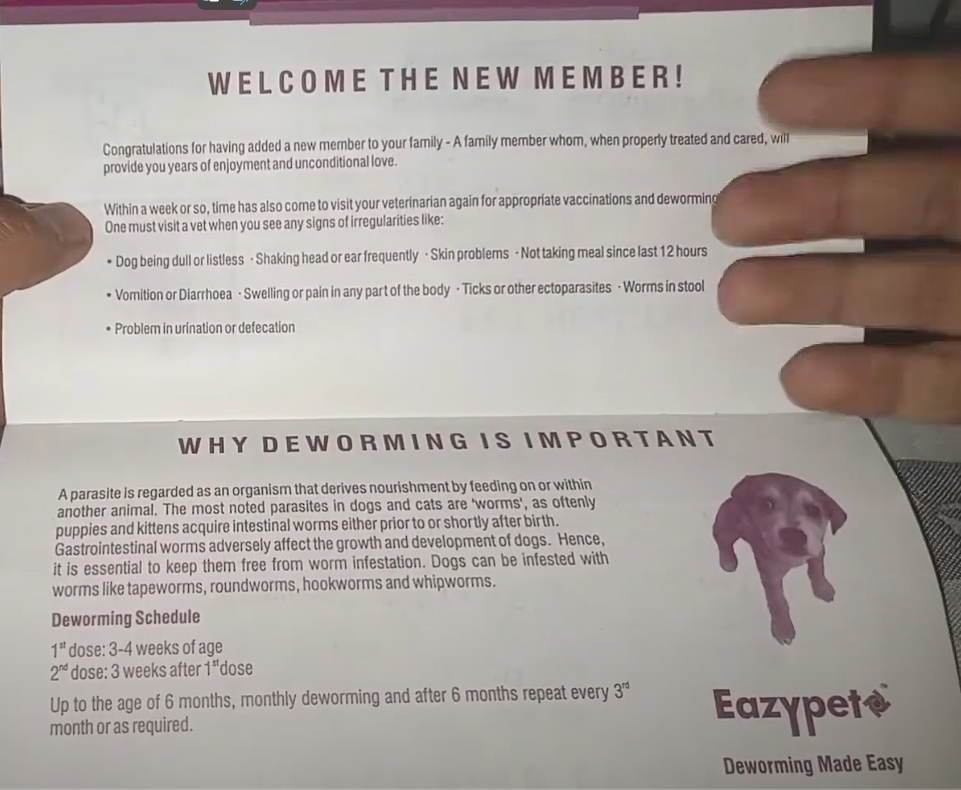 WELCOME THE NEW MEMBER!
Congratulations for having added a new member to your family - A family member whom, when properly treated and cared, will
provide you years of enjoyment and unconditional love.
Within a week or so, time has also come to visit your veterinarian again for appropriate vaccinations and deworming
One must visit a vet when you see any signs of irregularities like:
• Dog being dull or listless · Shaking head or ear frequently · Skin problems · Not taking meal since last 12 hours
• Vomition or Diarrhoea · Swelling or pain in any part of the body · Ticks or other ectoparasites · Worms in stool
• Problem in urination or defecation
WHY DEWORMING IS IMPORTANT
A parasite is regarded as an organism that derives nourishment by feeding on or within
another animal. The most noted parasites in dogs and cats are 'worms', as oftenly
puppies and kittens acquire intestinal worms either prior to or shortly after birth.
Gastrointestinal worms adversely affect the growth and development of dogs. Hence,
it is essential to keep them free from worm infestation. Dogs can be infested with
worms like tapeworms, roundworms, hookworms and whipworms.
Deworming Schedule
1st dose: 3-4 weeks of age
2nd dose: 3 weeks after 1st dose
Up to the age of 6 months, monthly deworming and after 6 months repeat every 3rd
month or as required.
Eazypet™
Deworming Made Easy